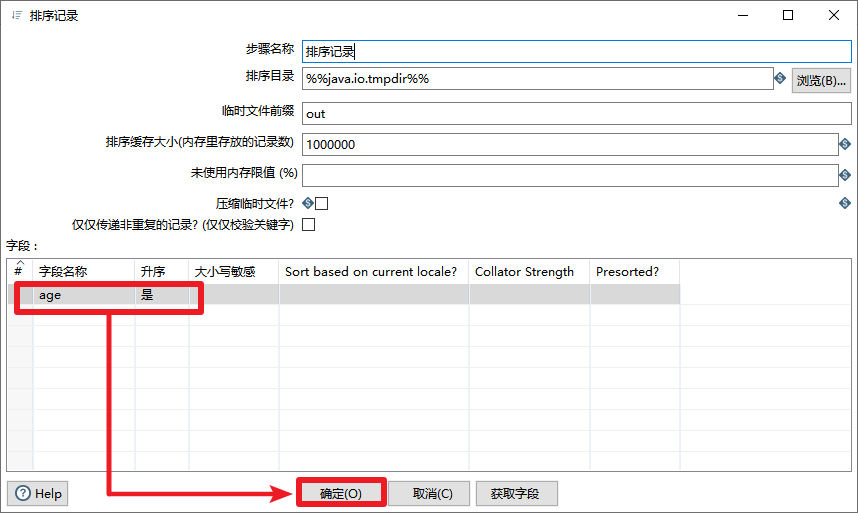 排序记录
步骤名称 排序记录
排序目录 %%java.io.tmpdir%% 浏览(B)...
临时文件前缀 out
排序缓存大小(内存里存放的记录数) 1000000
未使用内存限值 (%)
压缩临时文件?
仅仅传递非重复的记录? (仅仅校验关键字)
字段 :
# 字段名称 升序 大小写敏感 Sort based on current locale? Collator Strength Presorted?
age 是
Help 确定(O) 取消(C) 获取字段